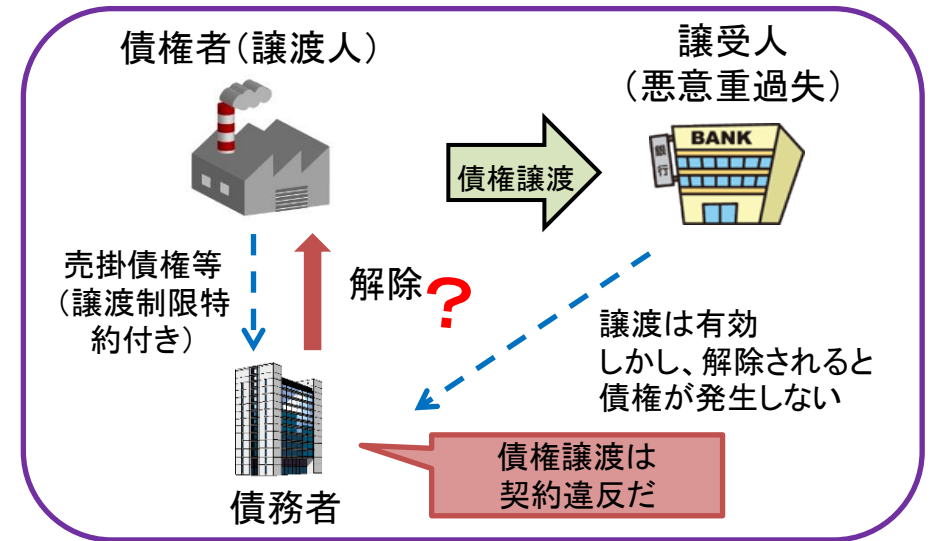 債権者（譲渡人）
譲受人
（悪意重過失）
BANK
銀行
債権譲渡
売掛債権等
（譲渡制限特
約付き）
解除
？
譲渡は有効
しかし、解除されると
債権が発生しない
債権譲渡は
契約違反だ
債務者